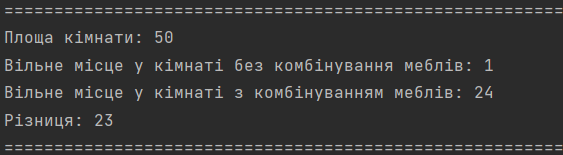 ==========================================================
Площа кімнати: 50
Вільне місце у кімнаті без комбінування меблів: 1
Вільне місце у кімнаті з комбінуванням меблів: 24
Різниця: 23
==========================================================